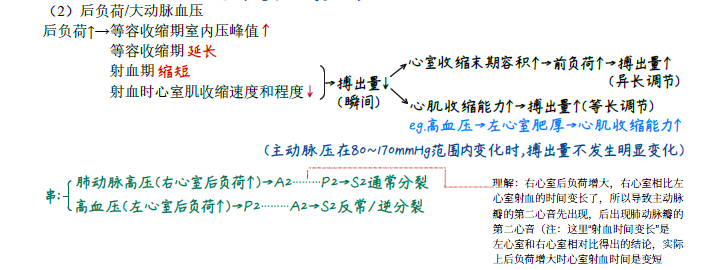 （2）后负荷/大动脉血压
后负荷↑→等容收缩期室内压峰值↑
等容收缩期延长
射血期缩短
射血时心室肌收缩速度和程度↓
→搏出量↓
（瞬间）
心室收缩末期容积↑→前负荷↑→搏出量↑
（异长调节）
心肌收缩能力↑→搏出量↑（等长调节）
eg.高血压→左心室肥厚→心肌收缩能力↑
（主动脉压在80~170mmHg范围内变化时,搏出量不发生明显变化）
串:
肺动脉高压(右心室后负荷↑)→A2………P2→S2通常分裂
高血压(左心室后负荷↑)→P2……A2→S2反常/逆分裂
理解：右心室后负荷增大，右心室相比左
心室射血的时间变长了，所以导致主动脉
瓣的第二心音先出现，后出现肺动脉瓣的
第二心音（注：这里“射血时间变长”是
左心室和右心室相对比得出的结论，实际
上后负荷增大时心室射血时间是变短